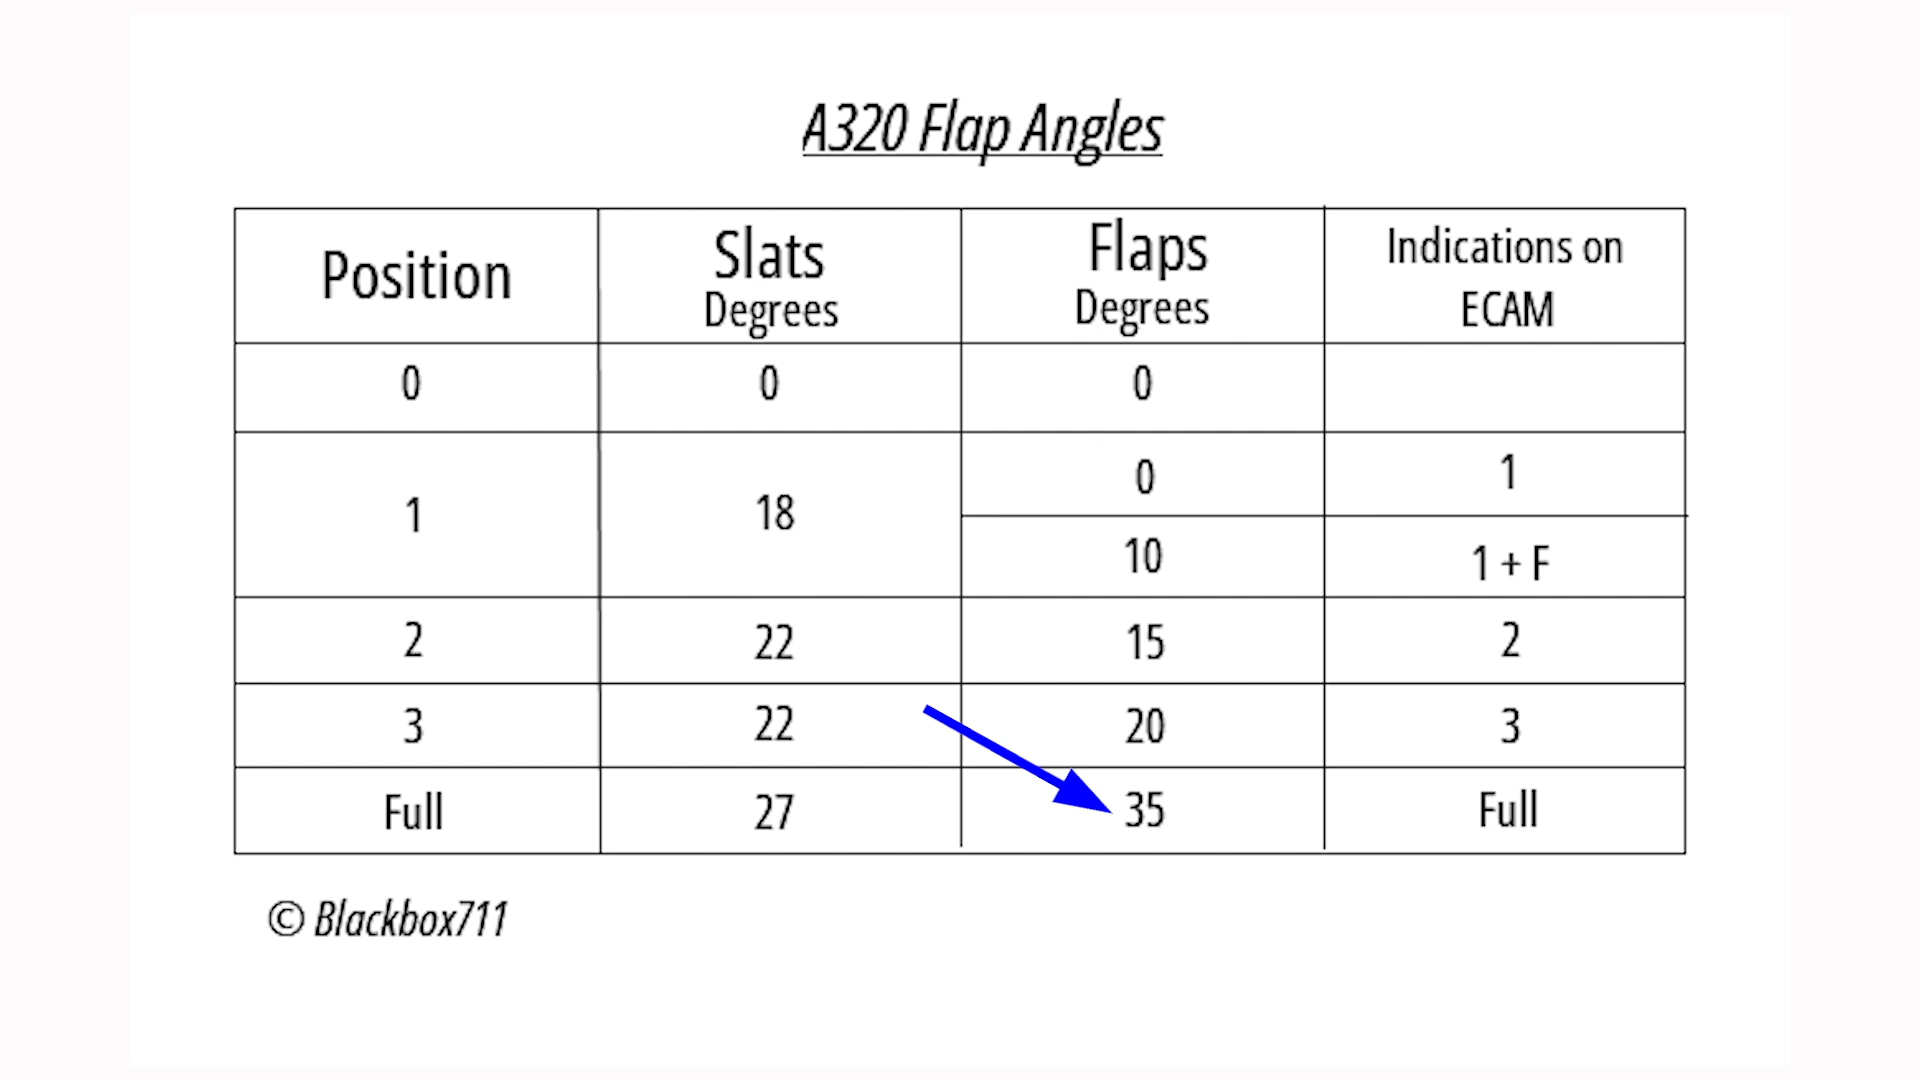 A320 Flap Angles
Position Slats Degrees Flaps Degrees Indications on ECAM
0 0 0
1 18 0 1
10 1 + F
2 22 15 2
3 22 20 3
Full 27 35 Full
© Blackbox711